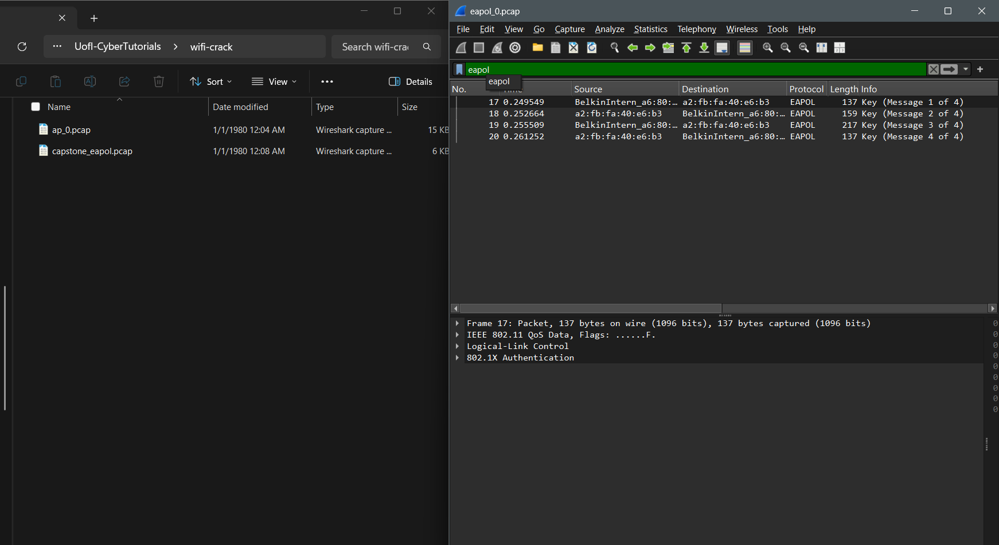 UofI-CyberTutorials
wifi-crack
Search wifi-crac
Sort
View
Details
Name
Date modified
Type
Size
ap_0.pcap
1/1/1980 12:04 AM
Wireshark capture ...
15 KB
capstone_eapol.pcap
1/1/1980 12:08 AM
Wireshark capture ...
6 KB
eapol_0.pcap
File Edit View Go Capture Analyze Statistics Telephony Wireless Tools Help
eapol
eapol
No. Time Source Destination Protocol Length Info
17 0.249549 BelkinIntern_a6:80:… a2:fb:fa:40:e6:b3 EAPOL 137 Key (Message 1 of 4)
18 0.252664 a2:fb:fa:40:e6:b3 BelkinIntern_a6:80:… EAPOL 159 Key (Message 2 of 4)
19 0.255509 BelkinIntern_a6:80:… a2:fb:fa:40:e6:b3 EAPOL 217 Key (Message 3 of 4)
20 0.261252 a2:fb:fa:40:e6:b3 BelkinIntern_a6:80:… EAPOL 137 Key (Message 4 of 4)
Frame 17: Packet, 137 bytes on wire (1096 bits), 137 bytes captured (1096 bits)
IEEE 802.11 QoS Data, Flags: ......F.
Logical-Link Control
802.1X Authentication
0
0
0
0
0
0
0
0
0